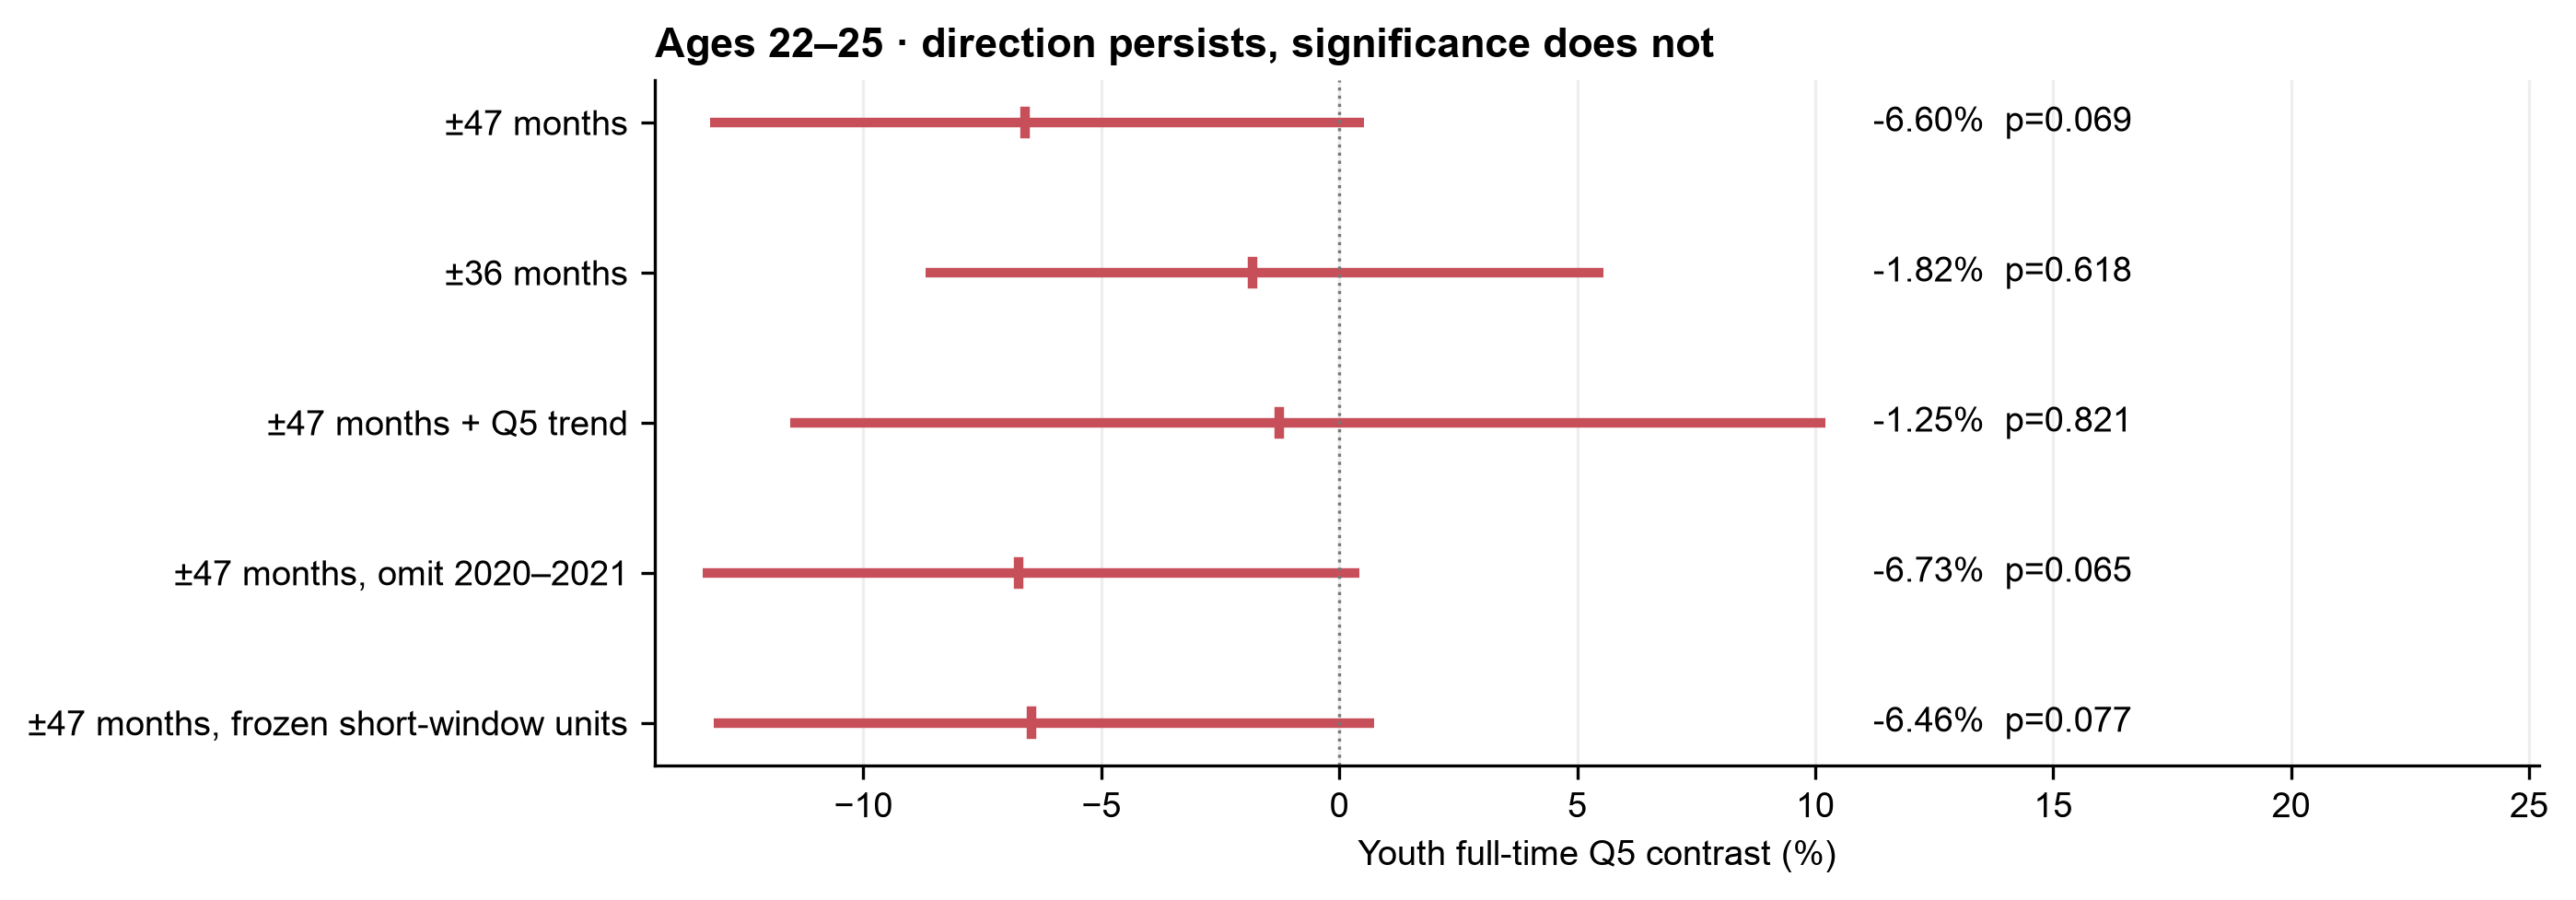 Ages 22–25 · direction persists, significance does not
±47 months -6.60% p=0.069
±36 months -1.82% p=0.618
±47 months + Q5 trend -1.25% p=0.821
±47 months, omit 2020–2021 -6.73% p=0.065
±47 months, frozen short-window units -6.46% p=0.077
−10 −5 0 5 10 15 20 25
Youth full-time Q5 contrast (%)